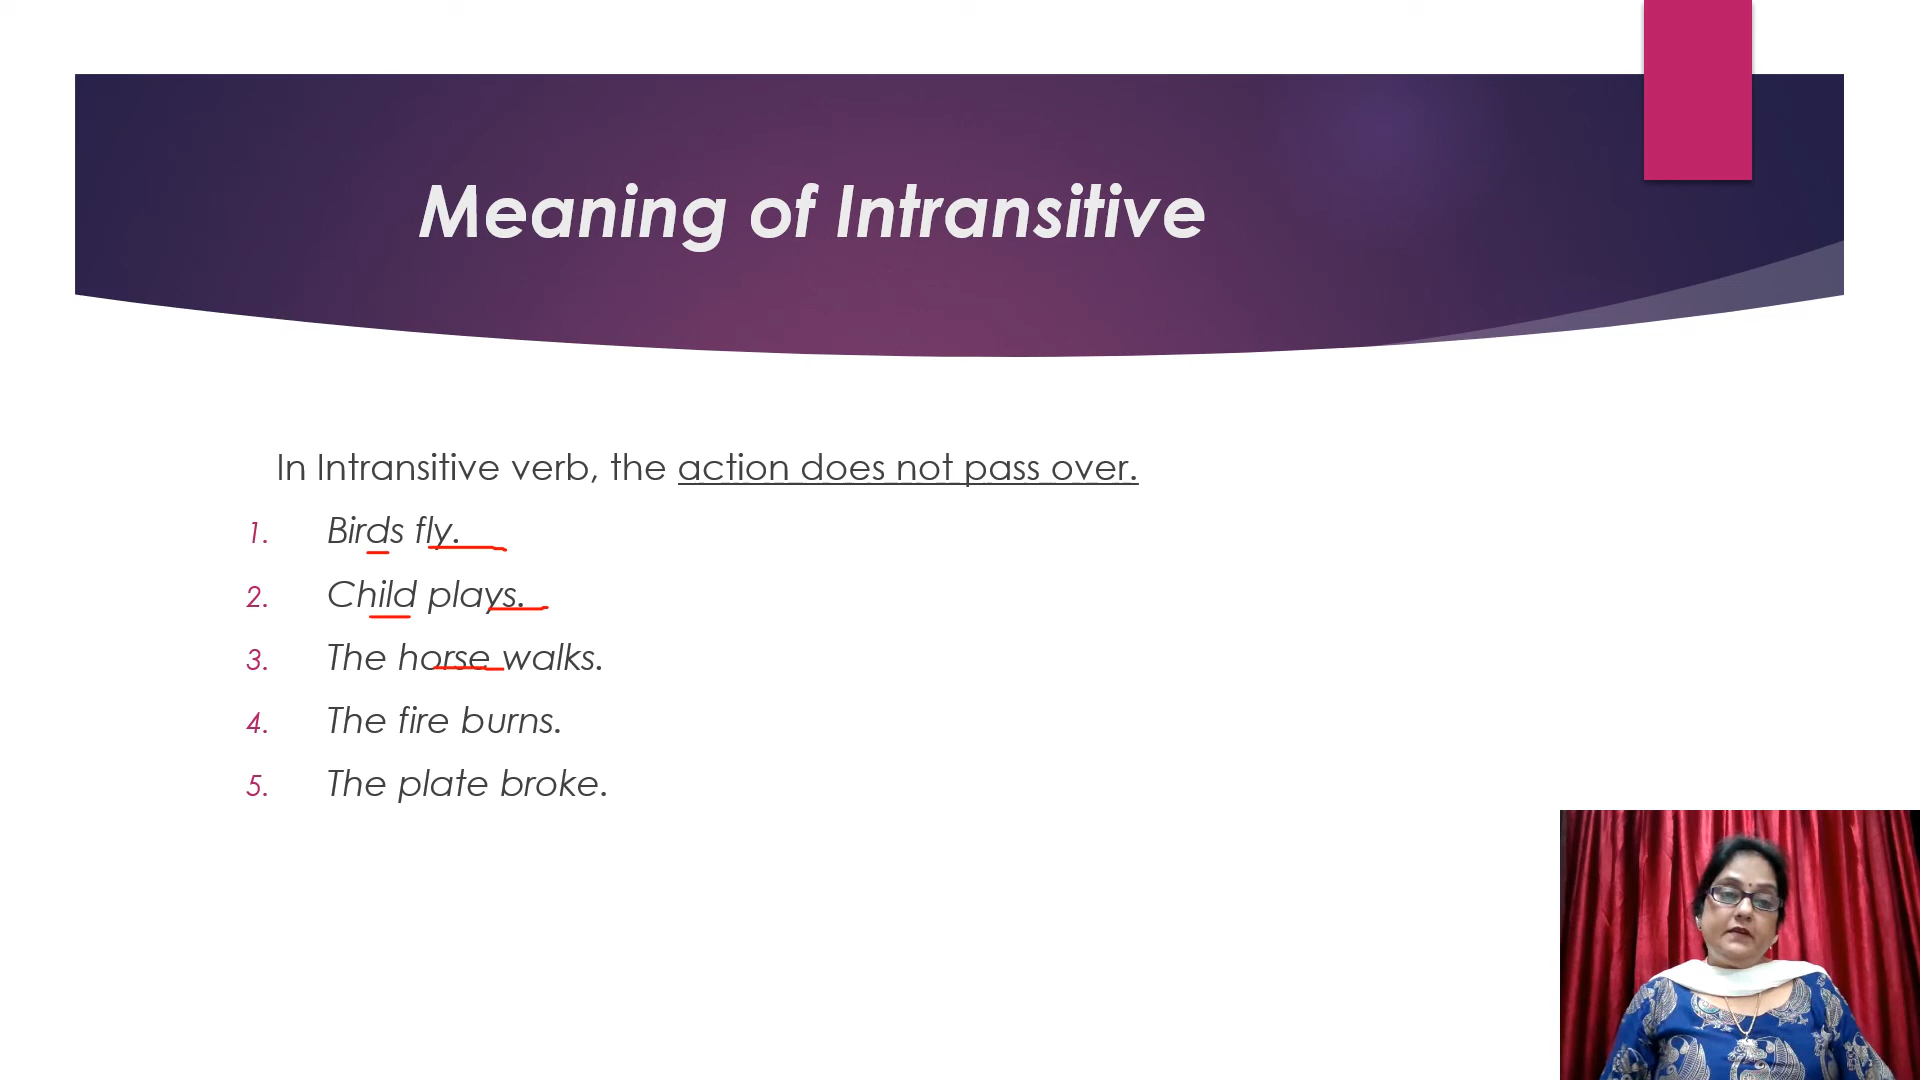 Meaning of Intransitive
In Intransitive verb, the action does not pass over.
1. Birds fly.
2. Child plays.
3. The horse walks.
4. The fire burns.
5. The plate broke.